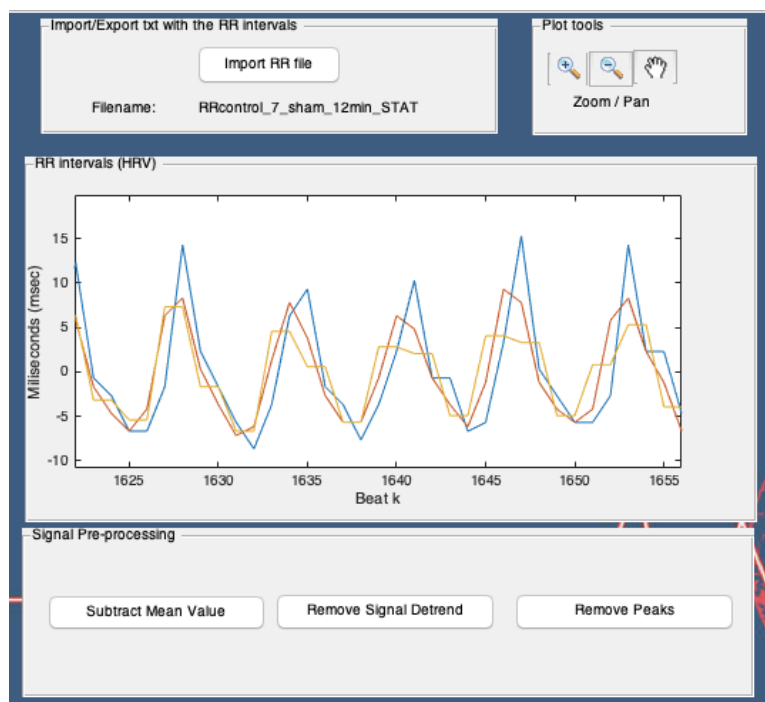 Import/Export txt with the RR intervals
Import RR file
Filename: RRcontrol_7_sham_12min_STAT
Plot tools
Zoom / Pan
RR intervals (HRV)
Miliseconds (msec)
15
10
5
0
-5
-10
1625 1630 1635 1640 1645 1650 1655
Beat k
Signal Pre-processing
Subtract Mean Value Remove Signal Detrend Remove Peaks